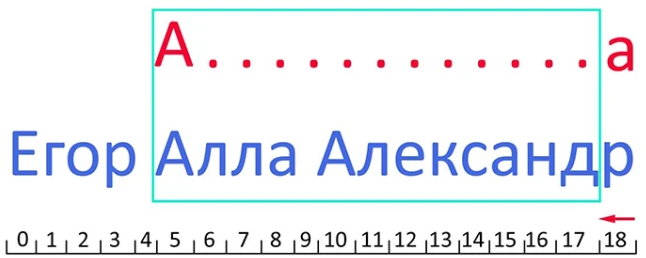 А . . . . . . . . . . . . а
Егор Алла Александр
0 1 2 3 4 5 6 7 8 9 10 11 12 13 14 15 16 17 18